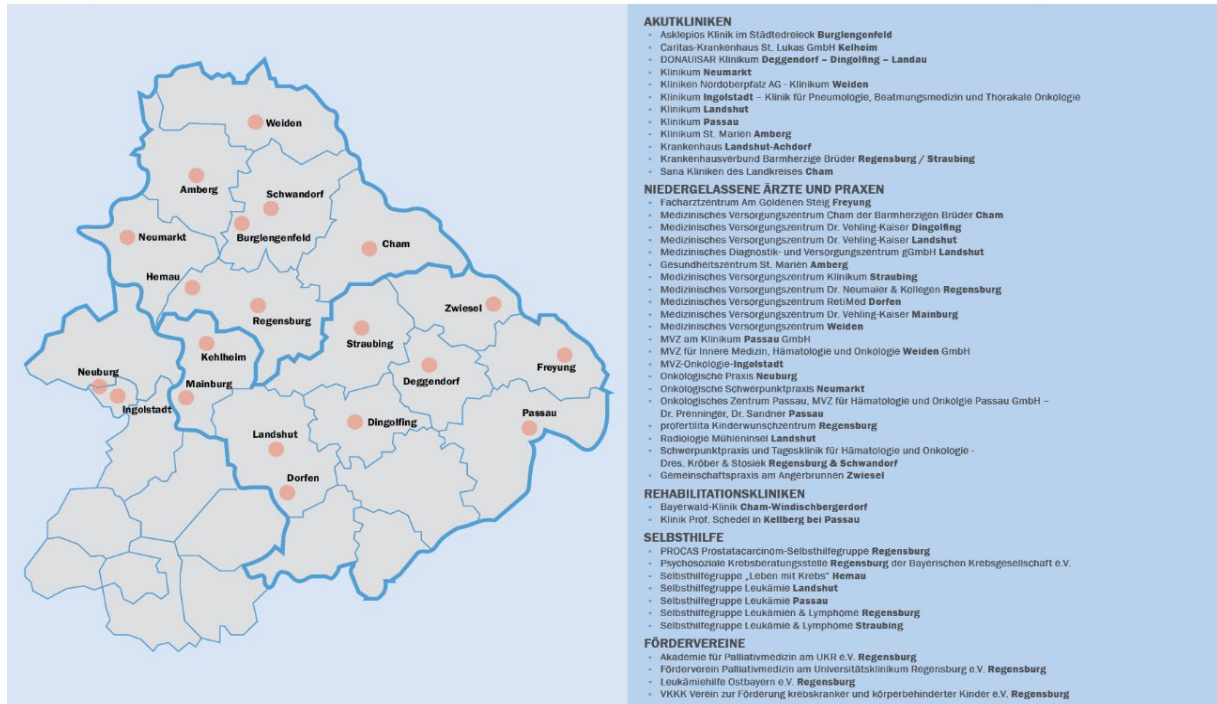 Weiden
Amberg
Schwandorf
Neumarkt
Burglengenfeld
Cham
Hemau
Regensburg
Zwiesel
Straubing
Kehlheim
Freyung
Neuburg
Deggendorf
Mainburg
Ingolstadt
Passau
Dingolfing
Landshut
Dorfen
AKUTKLINIKEN
- Asklepios Klinik im Städtedreieck Burglengenfeld
- Caritas-Krankenhaus St. Lukas GmbH Kelheim
- DONAUISAR Klinikum Deggendorf – Dingolfing – Landau
- Klinikum Neumarkt
- Kliniken Nordoberpfalz AG - Klinikum Weiden
- Klinikum Ingolstadt – Klinik für Pneumologie, Beatmungsmedizin und Thorakale Onkologie
- Klinikum Landshut
- Klinikum Passau
- Klinikum St. Marien Amberg
- Krankenhaus Landshut-Achdorf
- Krankenhausverbund Barmherzige Brüder Regensburg / Straubing
- Sana Kliniken des Landkreises Cham
NIEDERGELASSENE ÄRZTE UND PRAXEN
- Facharztzentrum Am Goldenen Steig Freyung
- Medizinisches Versorgungszentrum Cham der Barmherzigen Brüder Cham
- Medizinisches Versorgungszentrum Dr. Vehling-Kaiser Dingolfing
- Medizinisches Versorgungszentrum Dr. Vehling-Kaiser Landshut
- Medizinisches Diagnostik- und Versorgungszentrum gGmbH Landshut
- Gesundheitszentrum St. Marien Amberg
- Medizinisches Versorgungszentrum Klinikum Straubing
- Medizinisches Versorgungszentrum Dr. Neumaier & Kollegen Regensburg
- Medizinisches Versorgungszentrum RetiMed Dorfen
- Medizinisches Versorgungszentrum Dr. Vehling-Kaiser Mainburg
- Medizinisches Versorgungszentrum Weiden
- MVZ am Klinikum Passau GmbH
- MVZ für Innere Medizin, Hämatologie und Onkologie Weiden GmbH
- MVZ-Onkologie-Ingolstadt
- Onkologische Praxis Neuburg
- Onkologische Schwerpunktpraxis Neumarkt
- Onkologisches Zentrum Passau, MVZ für Hämatologie und Onkolgie Passau GmbH –
Dr. Prenninger, Dr. Sandner Passau
- profertilita Kinderwunschzentrum Regensburg
- Radiologie Mühleninsel Landshut
- Schwerpunktpraxis und Tagesklinik für Hämatologie und Onkologie -
Dres. Kröber & Stosiek Regensburg & Schwandorf
- Gemeinschaftspraxis am Angerbrunnen Zwiesel
REHABILITATIONSKLINIKEN
- Bayerwald-Klinik Cham-Windischbergerdorf
- Klinik Prof. Schedel in Kellberg bei Passau
SELBSTHILFE
- PROCAS Prostatacarcinom-Selbsthilfegruppe Regensburg
- Psychosoziale Krebsberatungsstelle Regensburg der Bayerischen Krebsgesellschaft e.V.
- Selbsthilfegruppe „Leben mit Krebs" Hemau
- Selbsthilfegruppe Leukämie Landshut
- Selbsthilfegruppe Leukämie Passau
- Selbsthilfegruppe Leukämien & Lymphome Regensburg
- Selbsthilfegruppe Leukämie & Lymphome Straubing
FÖRDERVEREINE
- Akademie für Palliativmedizin am UKR e.V. Regensburg
- Förderverein Palliativmedizin am Universitätsklinikum Regensburg e.V. Regensburg
- Leukämiehilfe Ostbayern e.V. Regensburg
- VKKK Verein zur Förderung krebskranker und körperbehinderter Kinder e.V. Regensburg